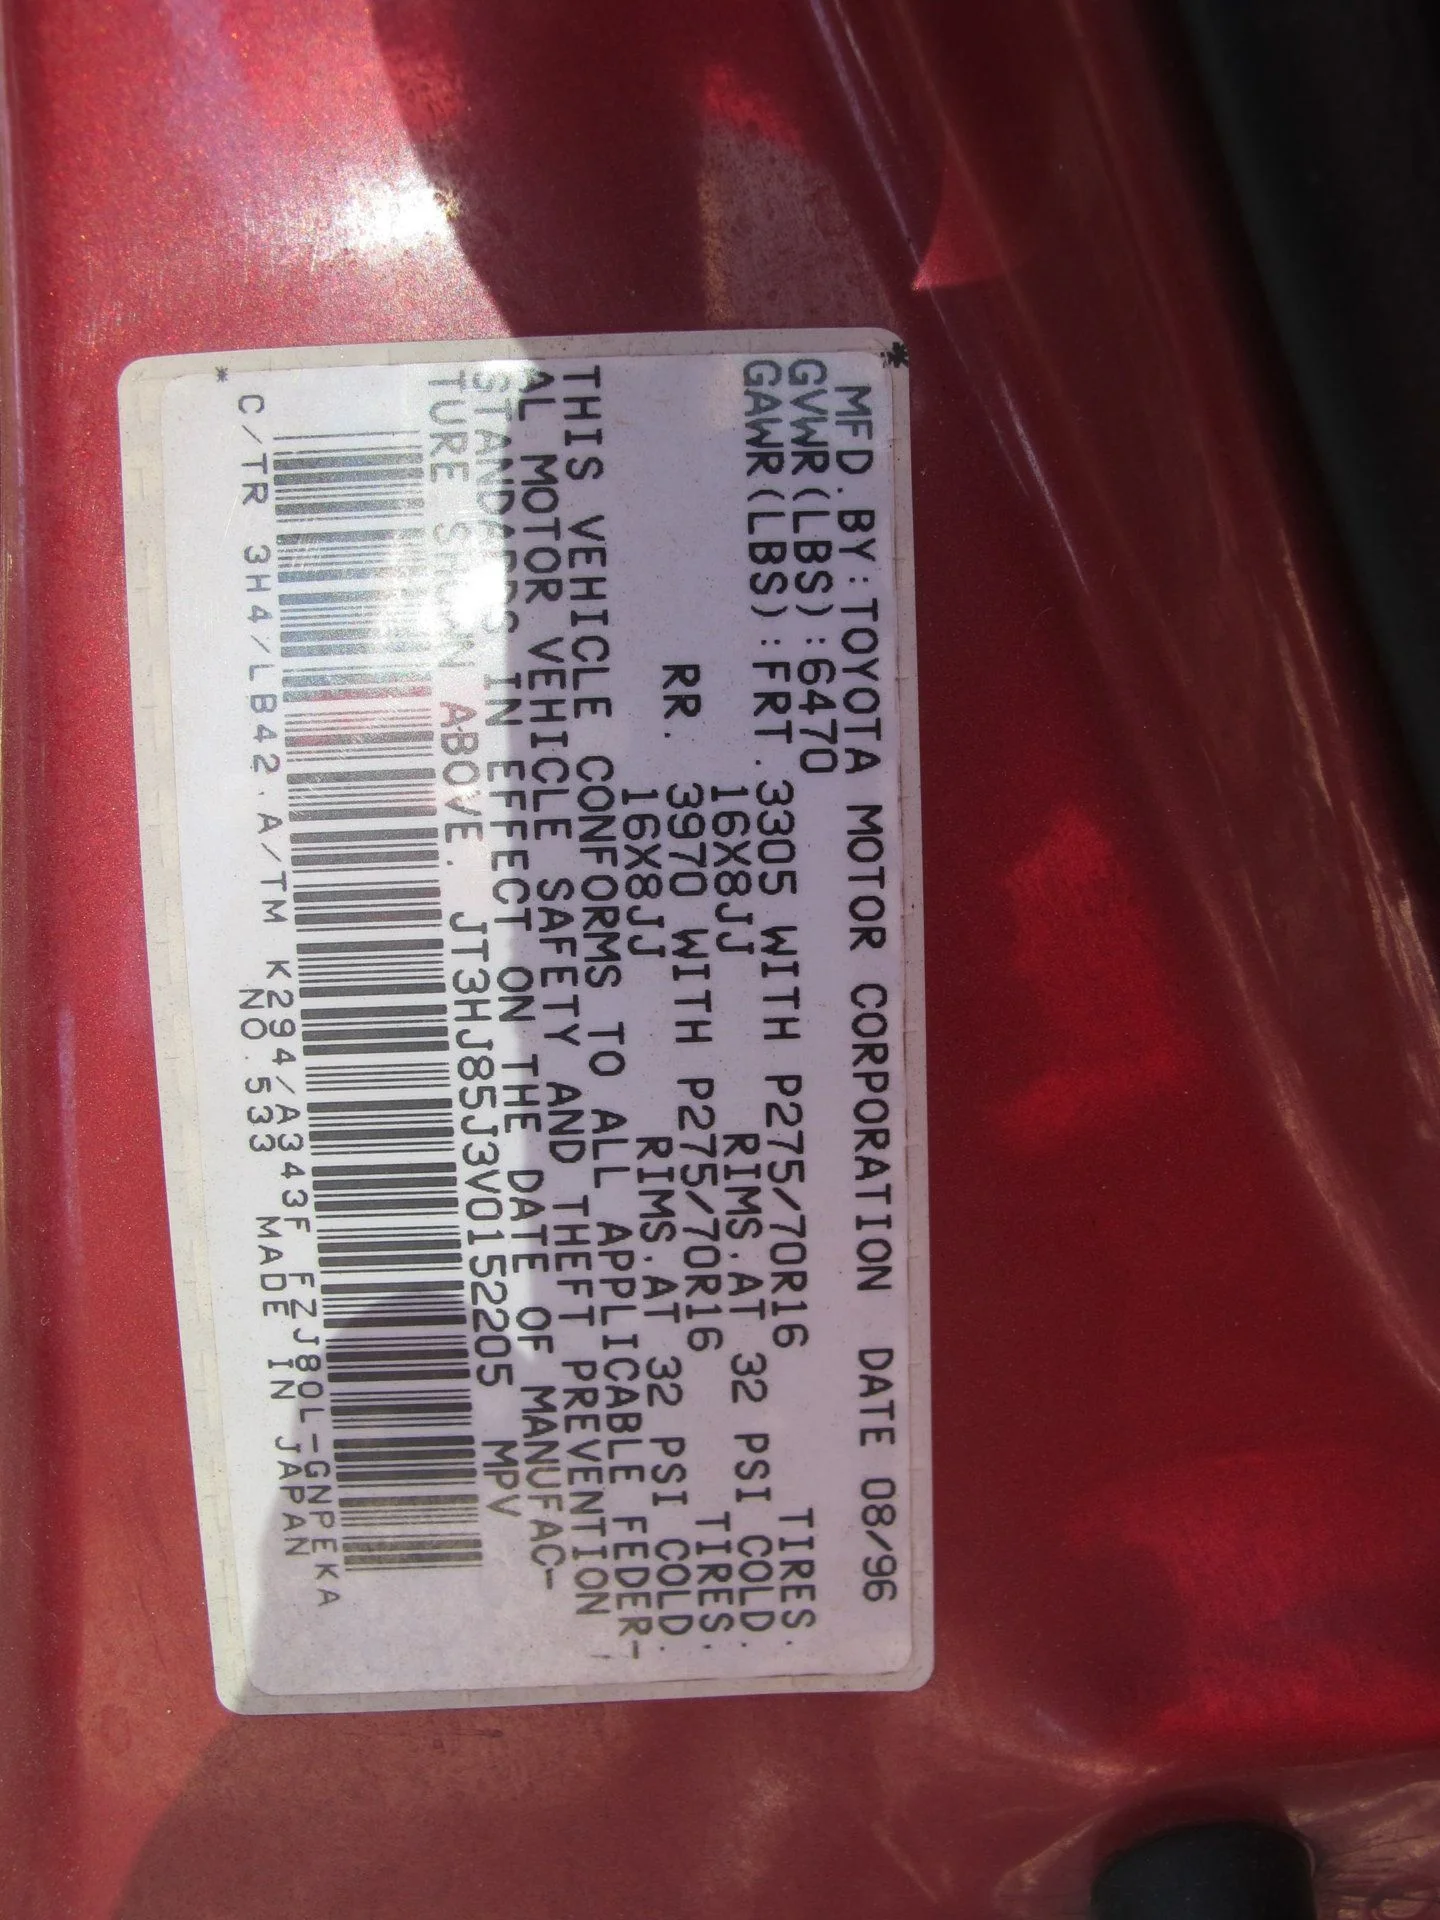 MFD.BY:TOYOTA MOTOR CORPORATION DATE 08/96
GVWR(LBS):6470
GAWR(LBS):FRT.3305 WITH P275/70R16 TIRES.
16X8JJ RIMS.AT 32 PSI COLD.
RR. 3970 WITH P275/70R16 TIRES.
16X8JJ RIMS.AT 32 PSI COLD.
THIS VEHICLE CONFORMS TO ALL APPLICABLE FEDER-
AL MOTOR VEHICLE SAFETY AND THEFT PREVENTION
STANDARDS IN EFFECT ON THE DATE OF MANUFAC-
TURE SHOWN ABOVE. JT3HJ85J3V0152205 MPV
C/TR 3H4/LB42.A/TM K294/A343F FZJ80L-GNPEKA
NO.533 MADE IN JAPAN